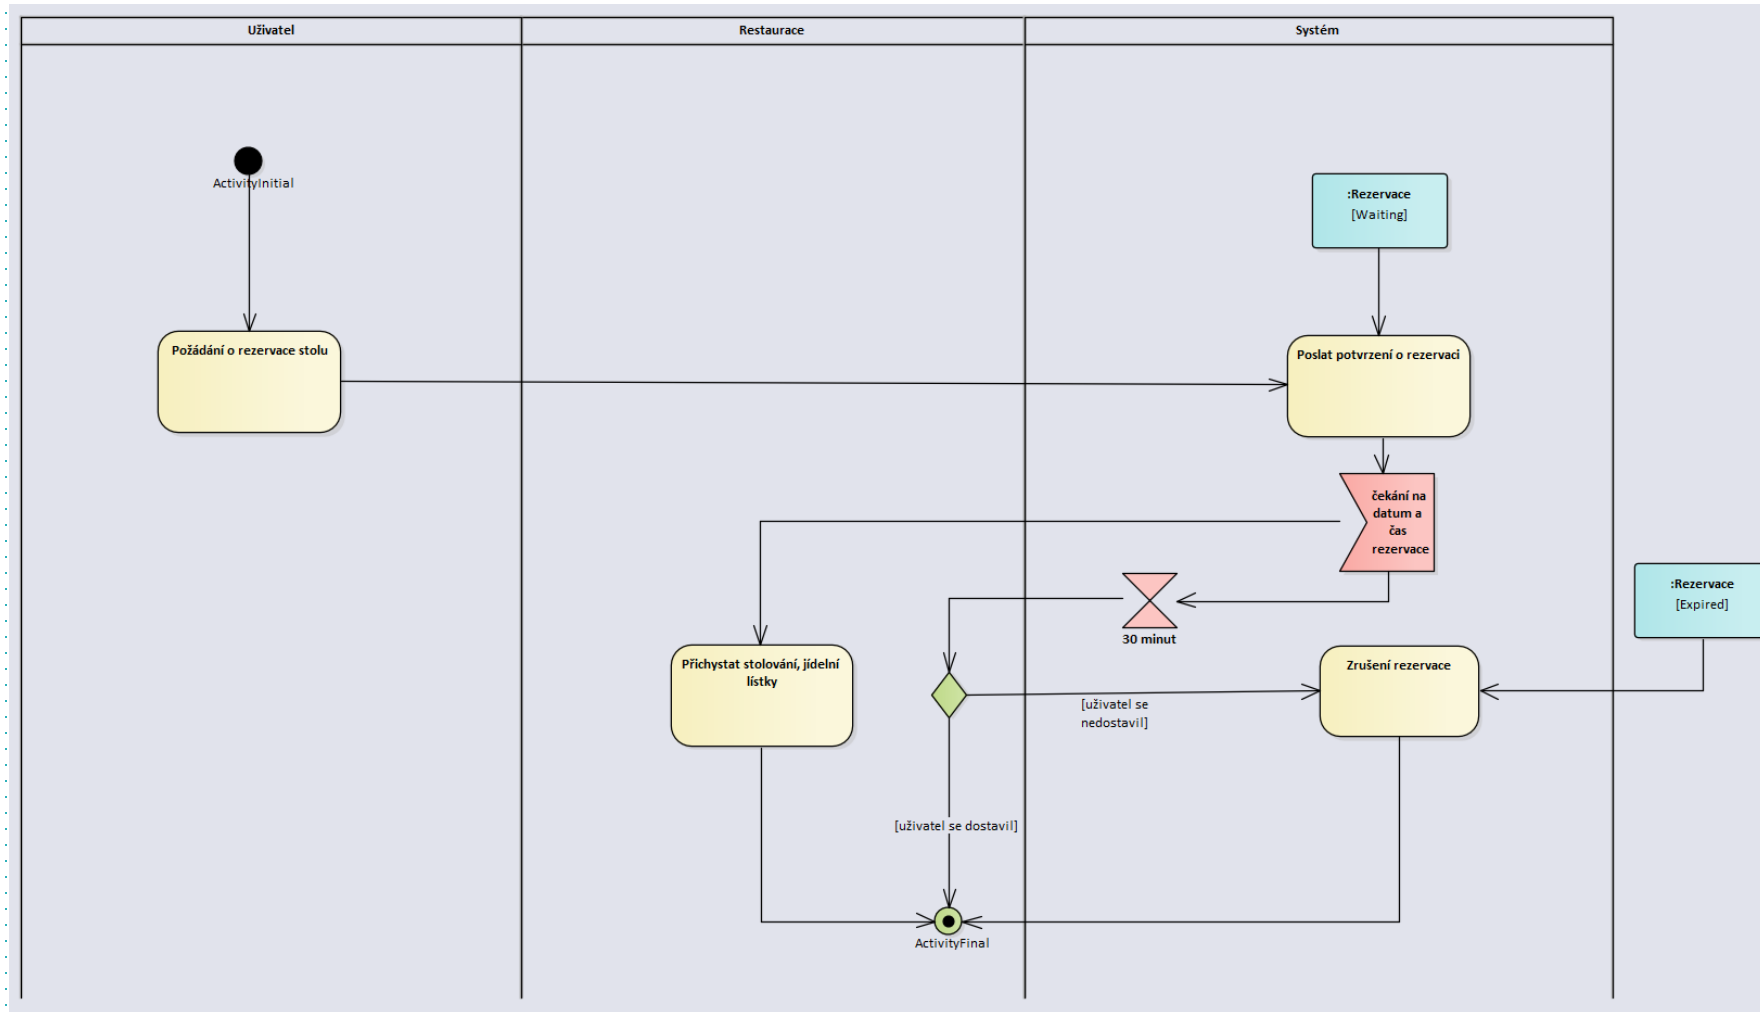 Uživatel
Restaurace
Systém
ActivityInitial
:Rezervace
[Waiting]
Požádání o rezervace stolu
Poslat potvrzení o rezervaci
čekání na
datum a
čas
rezervace
:Rezervace
[Expired]
30 minut
Přichystat stolování, jídelní
lístky
Zrušení rezervace
[uživatel se
nedostavil]
[uživatel se dostavil]
ActivityFinal